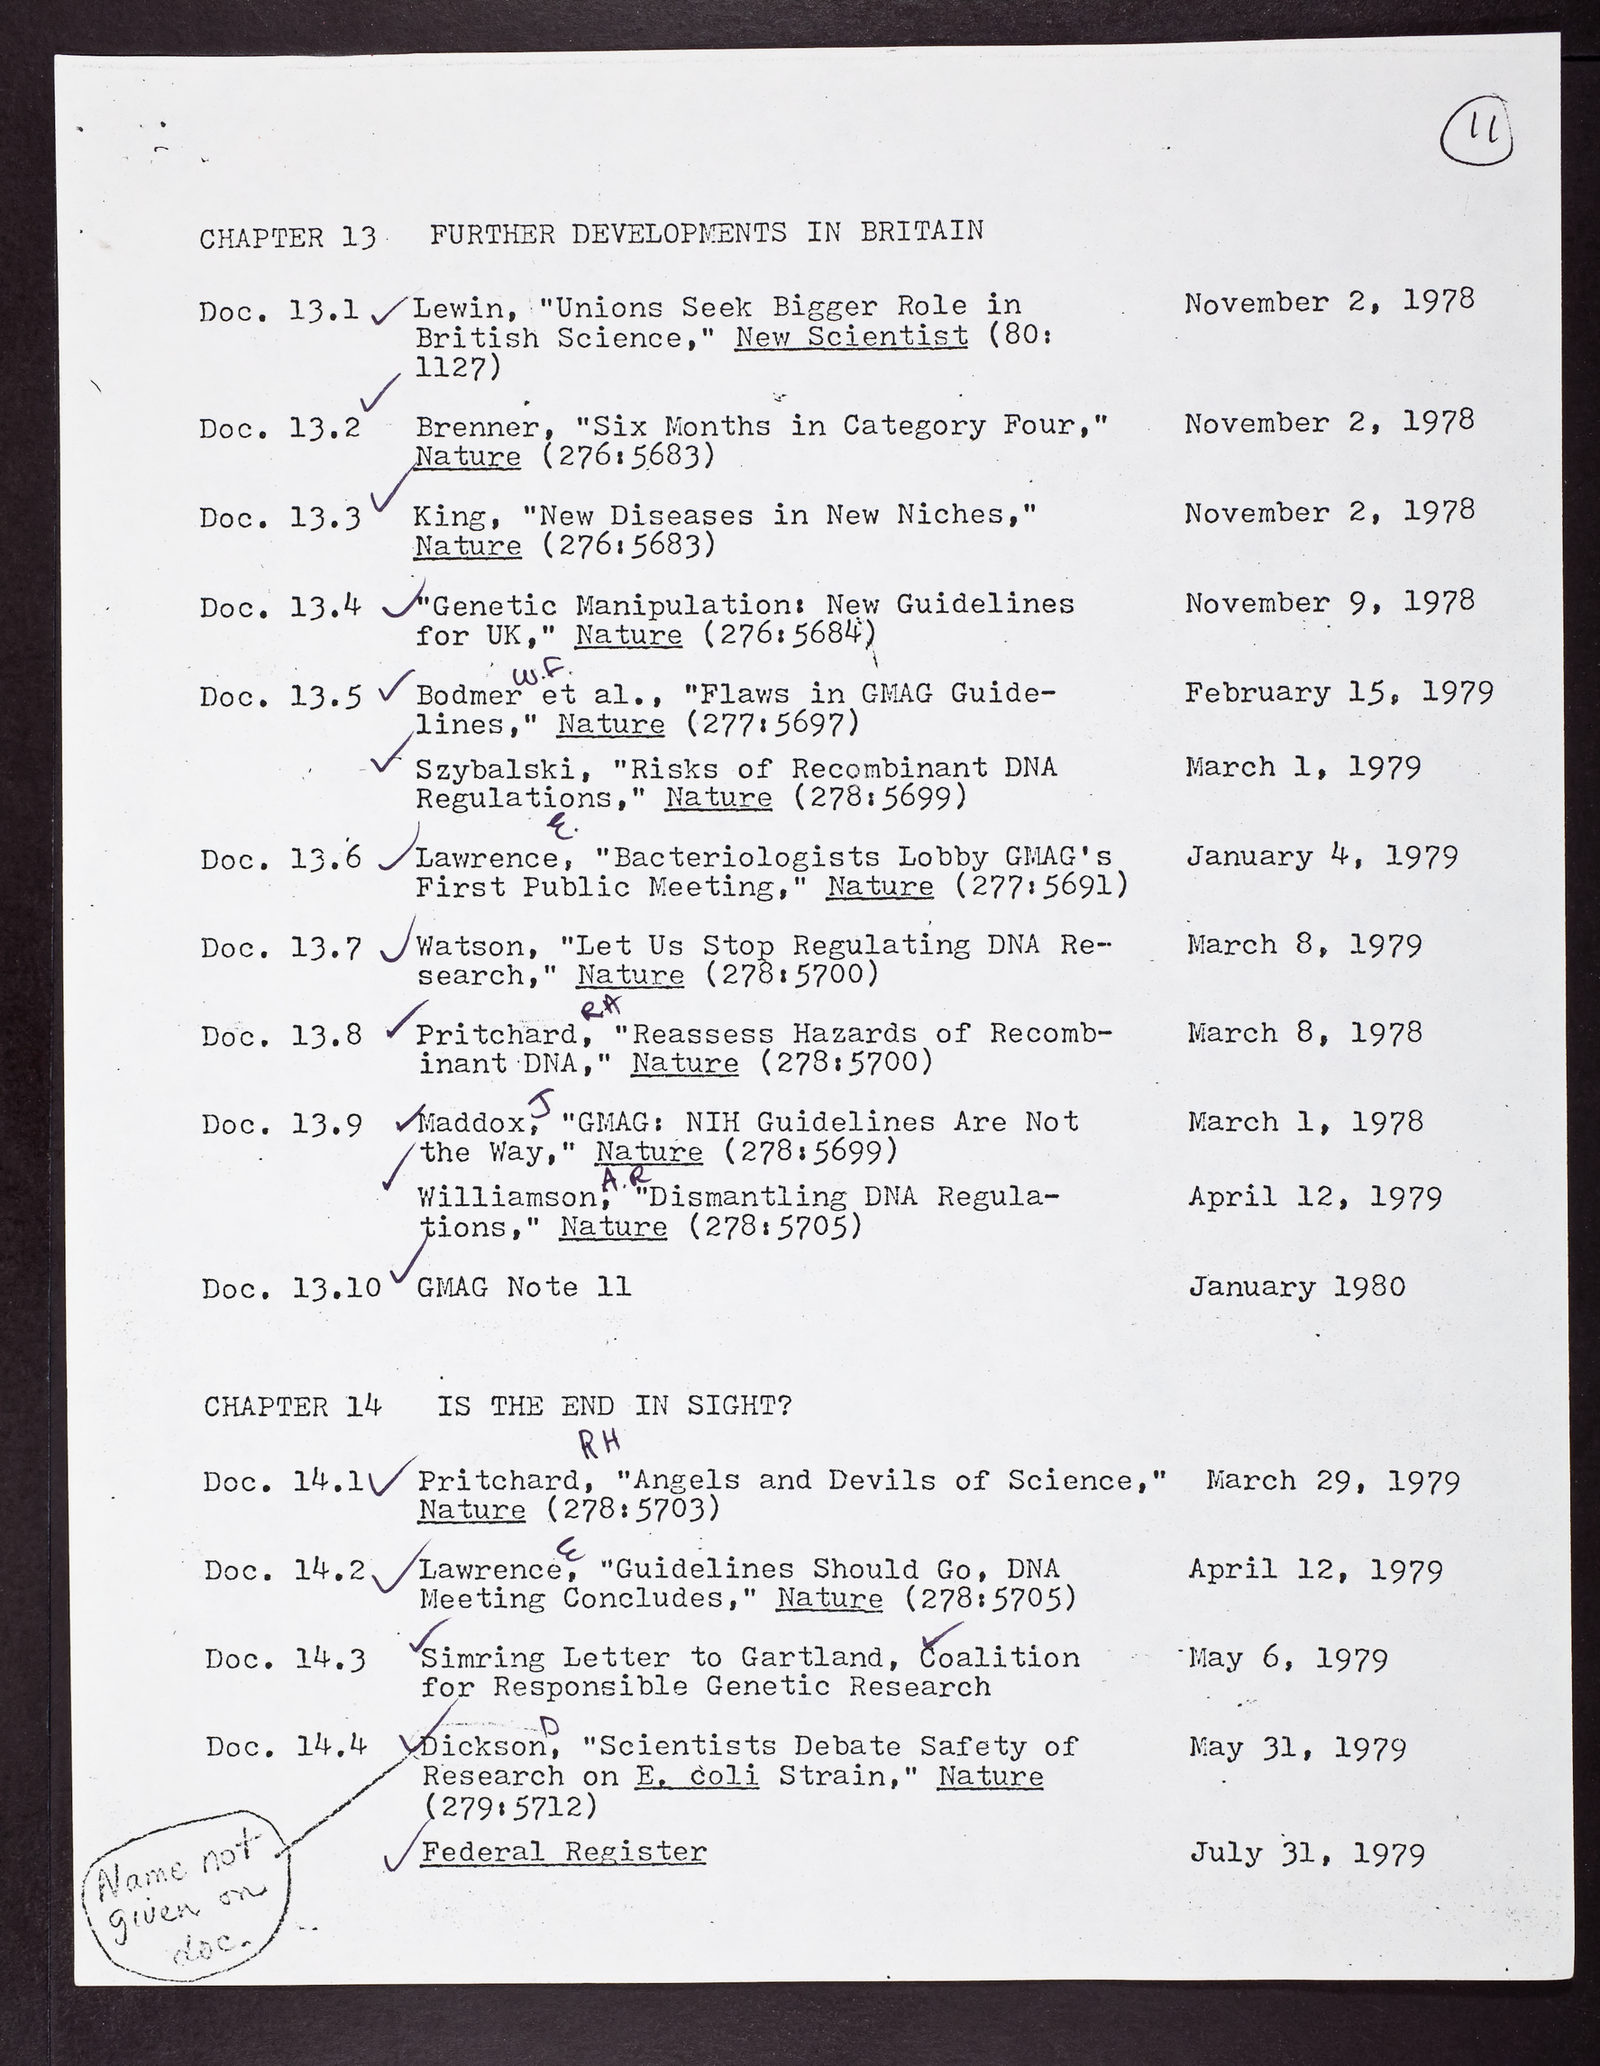 11
CHAPTER 13 FURTHER DEVELOPMENTS IN BRITAIN
Doc. 13.1 Lewin, "Unions Seek Bigger Role in November 2, 1978
British Science," New Scientist (80:
1127)
Doc. 13.2 Brenner, "Six Months in Category Four," November 2, 1978
Nature (276:5683)
Doc. 13.3 King, "New Diseases in New Niches," November 2, 1978
Nature (276:5683)
Doc. 13.4 "Genetic Manipulation: New Guidelines November 9, 1978
for UK," Nature (276:5684)
W.F.
Doc. 13.5 Bodmer et al., "Flaws in GMAG Guide- February 15, 1979
lines," Nature (277:5697)
Szybalski, "Risks of Recombinant DNA March 1, 1979
Regulations," Nature (278:5699)
E.
Doc. 13.6 Lawrence, "Bacteriologists Lobby GMAG's January 4, 1979
First Public Meeting," Nature (277:5691)
Doc. 13.7 Watson, "Let Us Stop Regulating DNA Re- March 8, 1979
search," Nature (278:5700)
RH
Doc. 13.8 Pritchard, "Reassess Hazards of Recomb- March 8, 1978
inant DNA," Nature (278:5700)
J
Doc. 13.9 Maddox, "GMAG: NIH Guidelines Are Not March 1, 1978
the Way," Nature (278:5699)
A.R
Williamson, "Dismantling DNA Regula- April 12, 1979
tions," Nature (278:5705)
Doc. 13.10 GMAG Note 11 January 1980
CHAPTER 14 IS THE END IN SIGHT?
RH
Doc. 14.1 Pritchard, "Angels and Devils of Science," March 29, 1979
Nature (278:5703)
E
Doc. 14.2 Lawrence, "Guidelines Should Go, DNA April 12, 1979
Meeting Concludes," Nature (278:5705)
Doc. 14.3 Simring Letter to Gartland, Coalition May 6, 1979
for Responsible Genetic Research
D
Doc. 14.4 Dickson, "Scientists Debate Safety of May 31, 1979
Research on E. coli Strain," Nature
(279:5712)
Federal Register July 31, 1979
Name not
given on
doc.